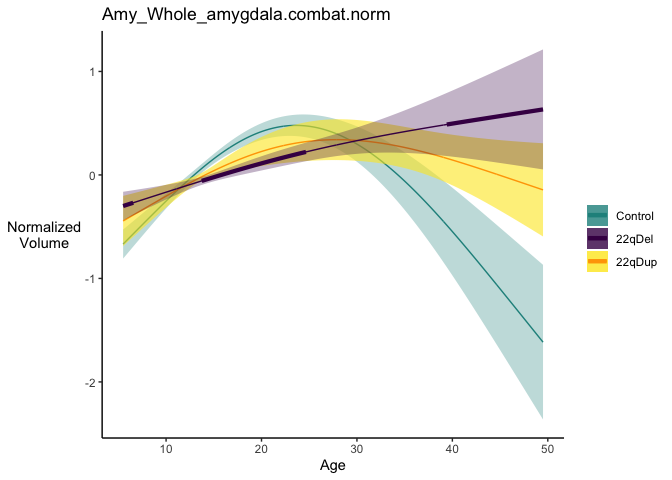 Amy_Whole_amygdala.combat.norm
1
0
-1
-2
Normalized
Volume
10
20
30
40
50
Age
Control
22qDel
22qDup